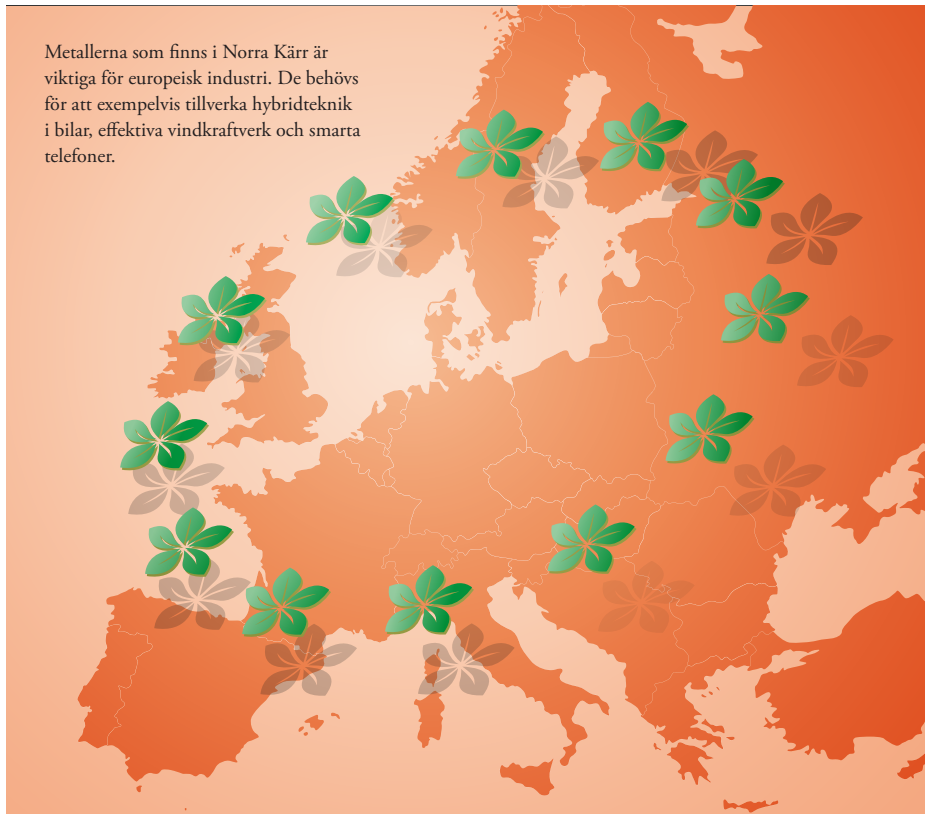 Metallerna som finns i Norra Kärr är
viktiga för europeisk industri. De behövs
för att exempelvis tillverka hybridteknik
i bilar, effektiva vindkraftverk och smarta
telefoner.